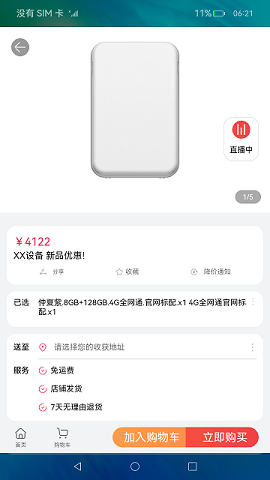 没有 SIM 卡 11% 06:21
直播中
1/5
￥4122
XX设备 新品优惠!
分享 收藏 降价通知
已选 仲夏紫,8GB+128GB.4G全网通,官网标配.x1 4G全网通官网标
配.x1
送至 请选择您的收获地址
服务 免运费
店铺发货
7天无理由退货
首页 购物车 加入购物车 立即购买